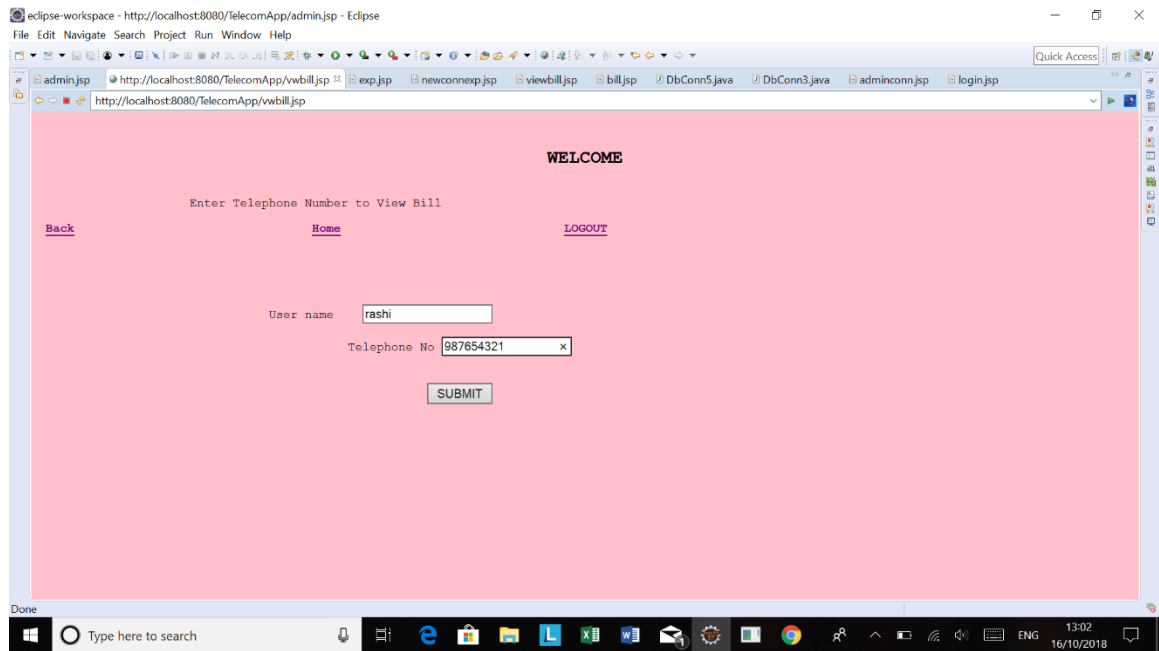 eclipse-workspace - http://localhost:8080/TelecomApp/admin.jsp - Eclipse
File Edit Navigate Search Project Run Window Help
Quick Access
admin.jsp http://localhost:8080/TelecomApp/vwbill.jsp exp.jsp newconnexp.jsp viewbill.jsp bill.jsp DbConn5.java DbConn3.java adminconn.jsp login.jsp
http://localhost:8080/TelecomApp/vwbill.jsp
WELCOME
Enter Telephone Number to View Bill
Back Home LOGOUT
User name rashi
Telephone No 987654321 ×
SUBMIT
Done
Type here to search
ENG
13:02
16/10/2018